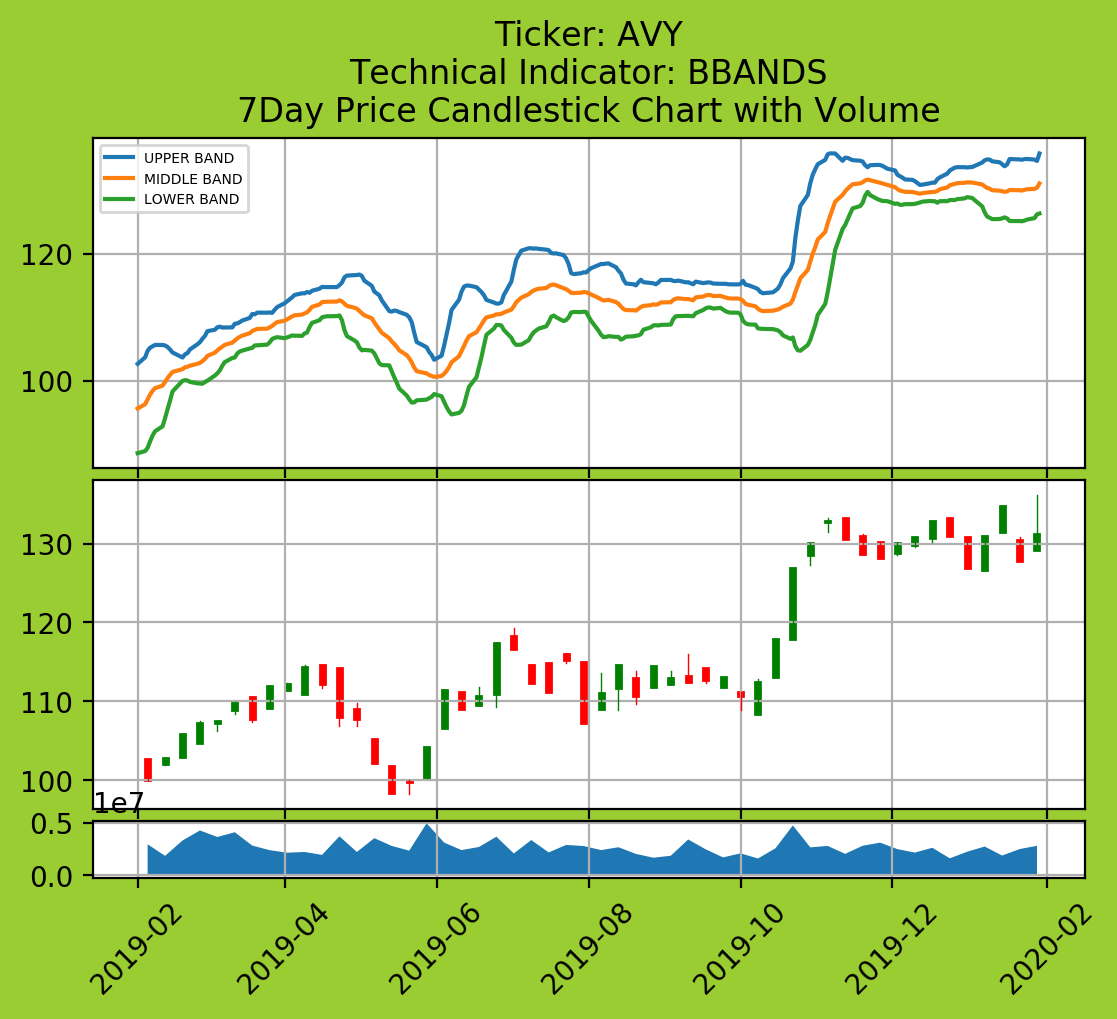 Ticker: AVY
Technical Indicator: BBANDS
7Day Price Candlestick Chart with Volume
UPPER BAND
MIDDLE BAND
LOWER BAND
120
100
130
120
110
100
1e7
0.5
0.0
2019-02
2019-04
2019-06
2019-08
2019-10
2019-12
2020-02